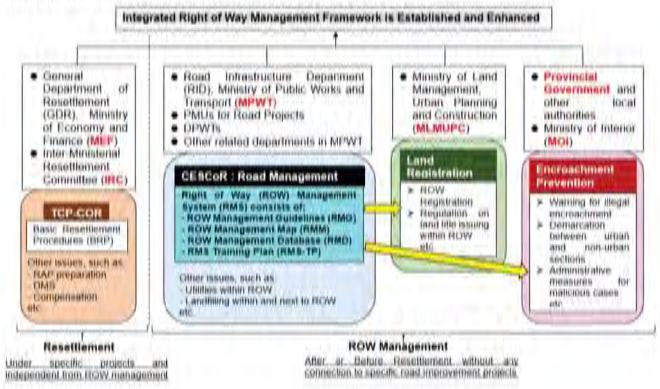 Integrated Right of Way Management Framework is Established and Enhanced
● General
Department of
Resettlement
(GDR), Ministry
of Economy and
Finance (MEF)
● Inter-Ministerial
Resettlement
Committee (IRC)
● Road Infrastructure Department
(RID), Ministry of Public Works and
Transport (MPWT)
● PMUs for Road Projects
● DPWTs
● Other related departments in MPWT
● Ministry of Land
Management,
Urban Planning
and Construction
(MLMUPC)
● Provincial
Government and
other local
authorities
● Ministry of Interior
(MOI)
TCP-COR
Basic Resettlement
Procedures (BRP)
Other issues, such as
- RAP preparation
- DMS
- Compensation
etc.
: Road Management
Right of Way (ROW) Management
System (RMS) consists of;
- ROW Management Guidelines (RMG)
- ROW Management Map (RMM)
- ROW Management Database (RMD)
- RMS Training Plan (RMS-TP)
Other issues, such as
- Utilities within ROW
- Landfilling within and next to ROW
etc.
Land
Registration
➢ ROW
Registration
➢ Regulation on
land title issuing
within ROW
etc
Encroachment
Prevention
➢ Warning for illegal
encroachment
➢ Demarcation
between urban
and non-urban
sections
➢ Administrative
measures for
malicious cases
etc
Resettlement
Under specific projects and
independent from ROW management
ROW Management
After or Before Resettlement without any
connection to specific road improvement projects